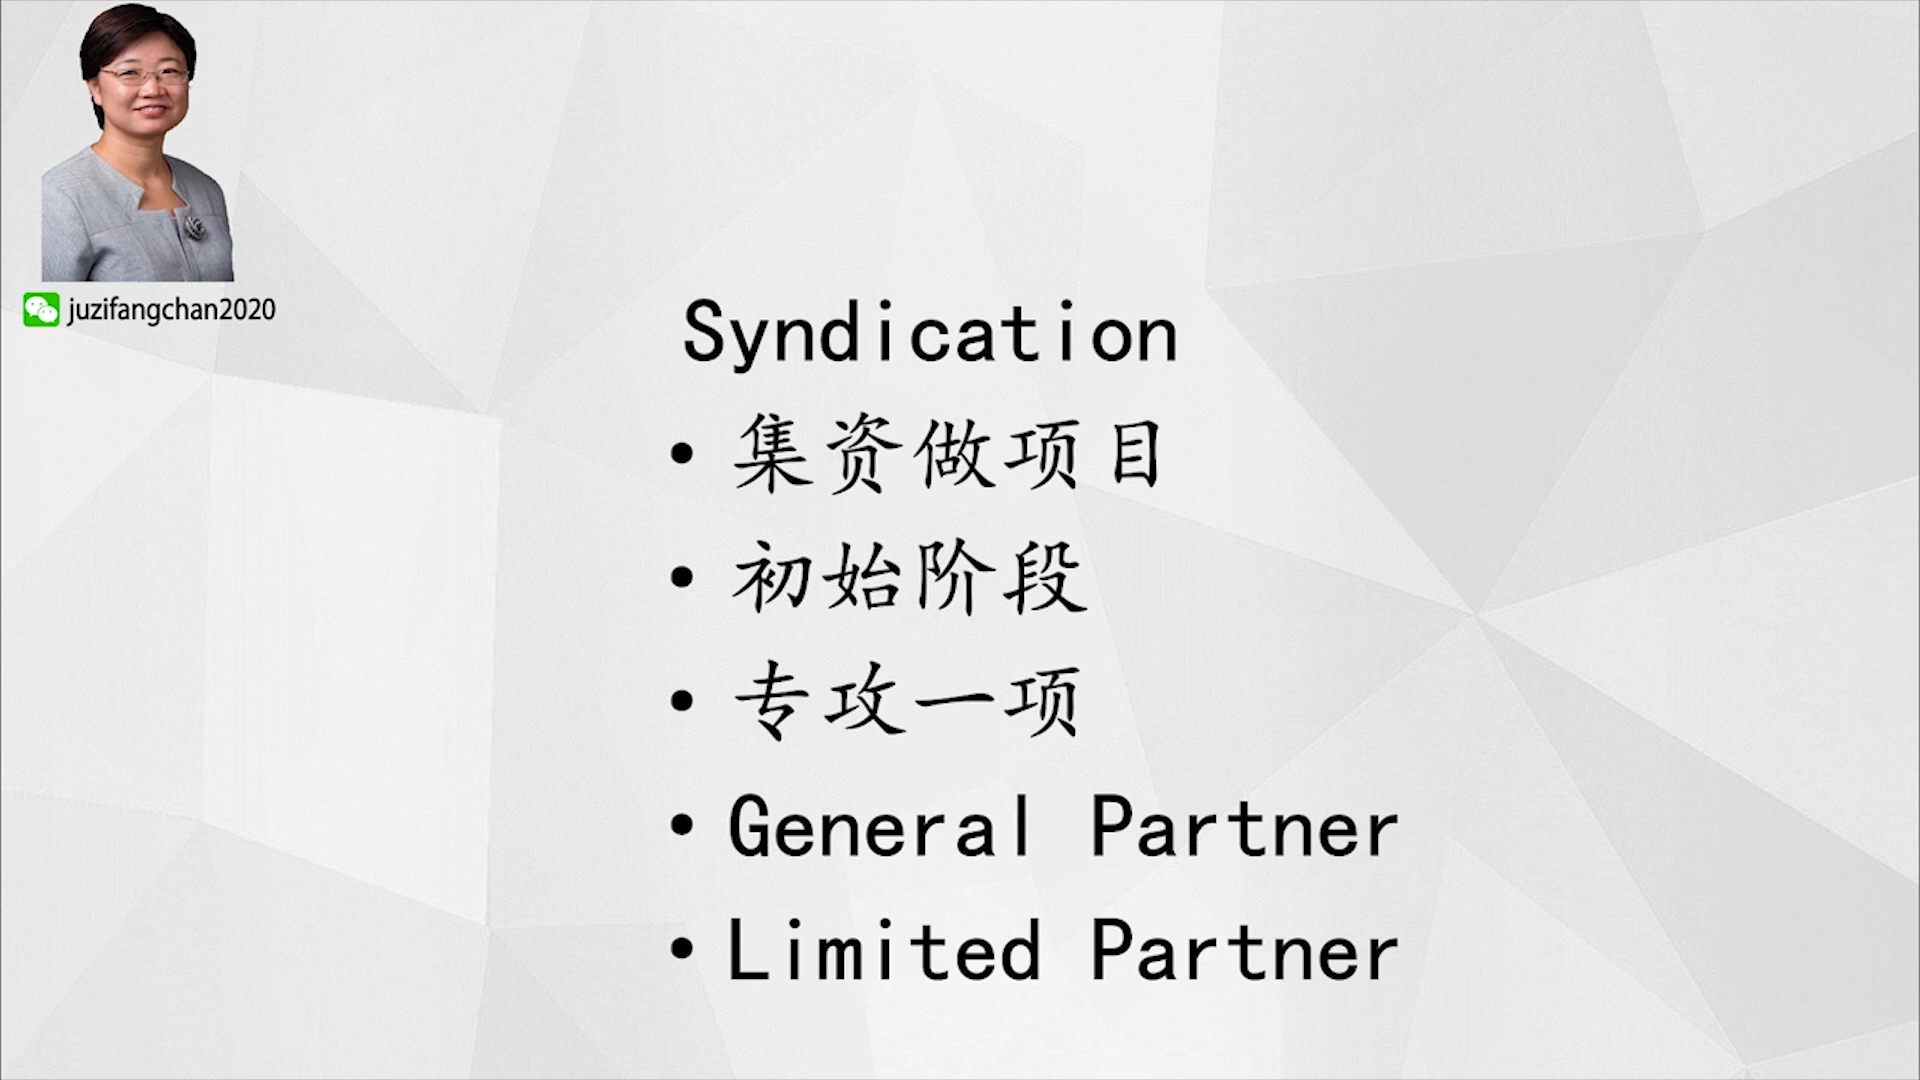 juzifangchan2020
Syndication
• 集资做项目
• 初始阶段
• 专攻一项
• General Partner
• Limited Partner